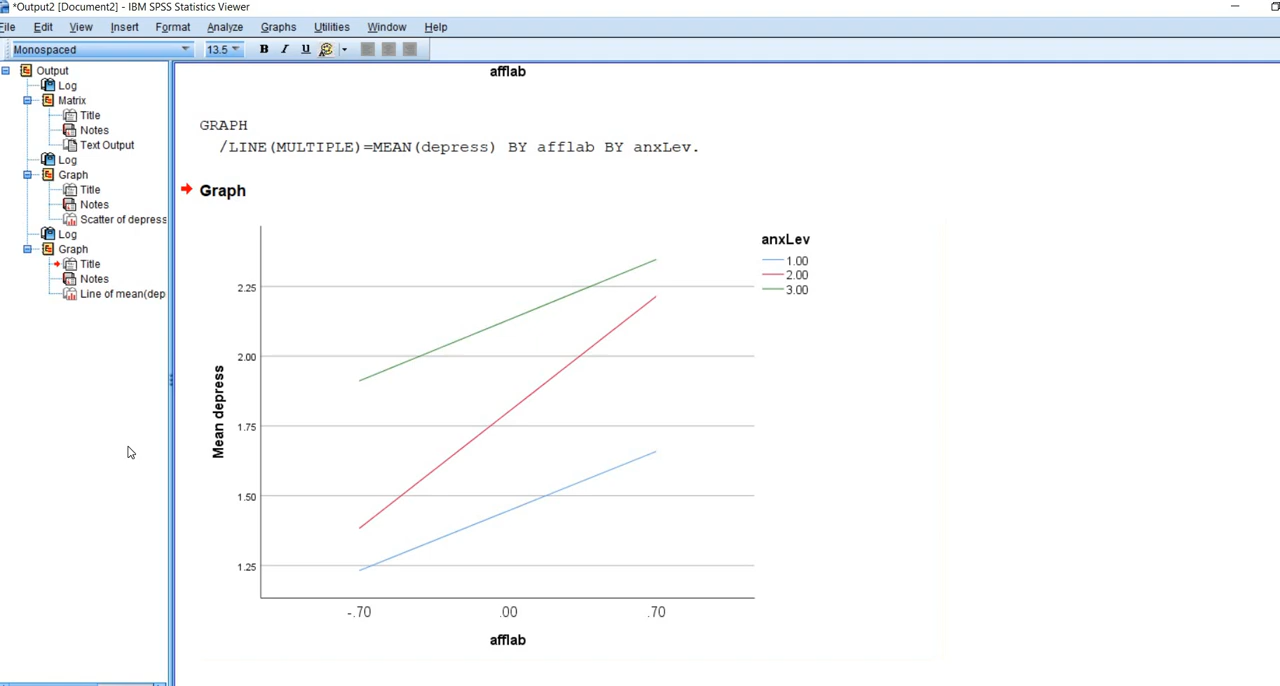 *Output2 [Document2] - IBM SPSS Statistics Viewer
File Edit View Insert Format Analyze Graphs Utilities Window Help
Monospaced 13.5 B I U
Output
Log
Matrix
Title
Notes
Text Output
Log
Graph
Title
Notes
Scatter of depress
Log
Graph
Title
Notes
Line of mean(dep
afflab
GRAPH
/LINE(MULTIPLE)=MEAN(depress) BY afflab BY anxLev.
Graph
anxLev
1.00
2.00
3.00
Mean depress
2.25
2.00
1.75
1.50
1.25
-.70 .00 .70
afflab